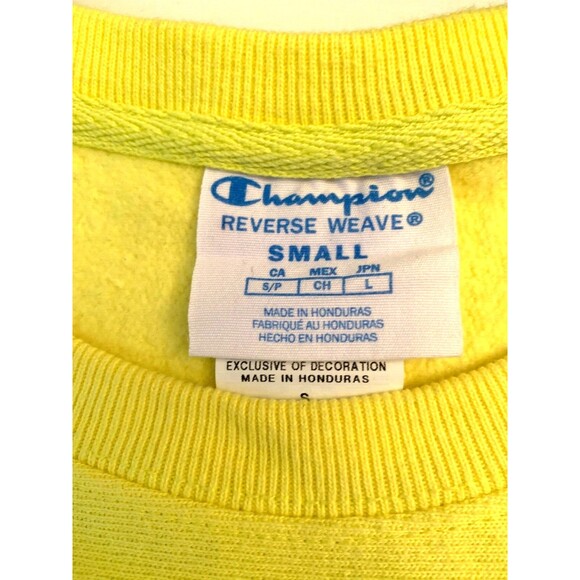 Champion®
REVERSE WEAVE®
SMALL
CA MEX JPN
S/P CH L
MADE IN HONDURAS
FABRIQUÉ AU HONDURAS
HECHO EN HONDURAS
EXCLUSIVE OF DECORATION
MADE IN HONDURAS
S